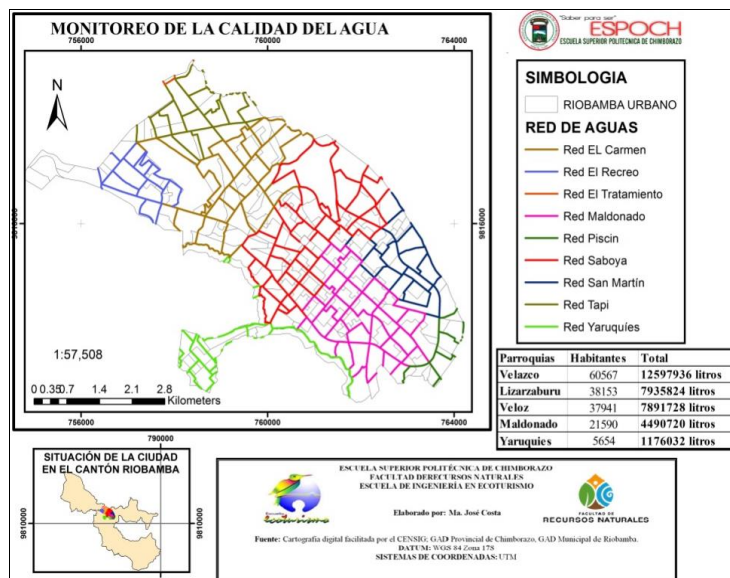 MONITOREO DE LA CALIDAD DEL AGUA
"Saber para ser"
ESPOCH
ESCUELA SUPERIOR POLITECNICA DE CHIMBORAZO
756000 760000 764000
N
9816000
1:57,508
0 0.35 0.7 1.4 2.1 2.8
Kilometers
756000 760000 764000
SIMBOLOGIA
RIOBAMBA URBANO
RED DE AGUAS
Red EL Carmen
Red El Recreo
Red El Tratamiento
Red Maldonado
Red Piscin
Red Saboya
Red San Martín
Red Tapi
Red Yaruquíes
Parroquias Habitantes Total
Velazco 60567 12597936 litros
Lizarzaburu 38153 7935824 litros
Veloz 37941 7891728 litros
Maldonado 21590 4490720 litros
Yaruquies 5654 1176032 litros
790000
SITUACIÓN DE LA CIUDAD
EN EL CANTÓN RIOBAMBA
9810000 9810000
ESCUELA SUPERIOR POLITÉCNICA DE CHIMBORAZO
FACULTAD DERECURSOS NATURALES
ESCUELA DE INGENIERÍA EN ECOTURISMO
Escuela
Ecoturismo
Elaborado por: Ma. José Costa
FACULTAD DE
RECURSOS NATURALES
Fuente: Cartografía digital facilitada por el CENSIG; GAD Provincial de Chimborazo, GAD Municipal de Riobamba.
DATUM: WGS 84 Zona 17S
SISTEMAS DE COORDENADAS: UTM